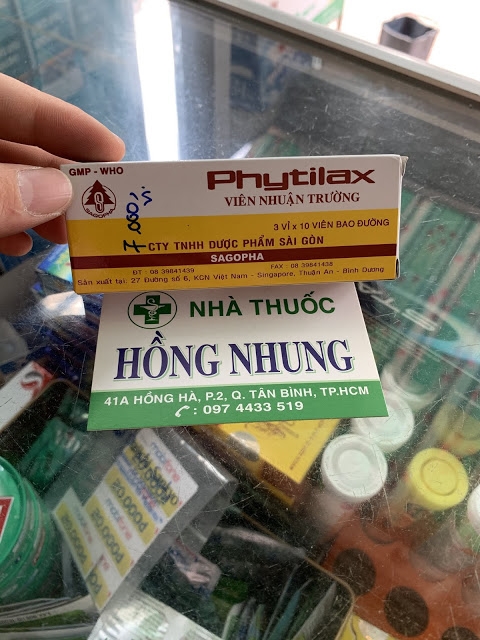 GMP - WHO
SAGOPHA
Phytilax
VIÊN NHUẬN TRƯỜNG
3 VỈ x 10 VIÊN BAO ĐƯỜNG
CTY TNHH DƯỢC PHẨM SÀI GÒN
SAGOPHA
ĐT : 08 39841439 FAX : 08 39841438
Sản xuất tại: 27 Đường số 6, KCN Việt Nam - Singapore, Thuận An - Bình Dương
NHÀ THUỐC
HỒNG NHUNG
41A HỒNG HÀ, P.2, Q. TÂN BÌNH, TP.HCM
: 097 4433 519